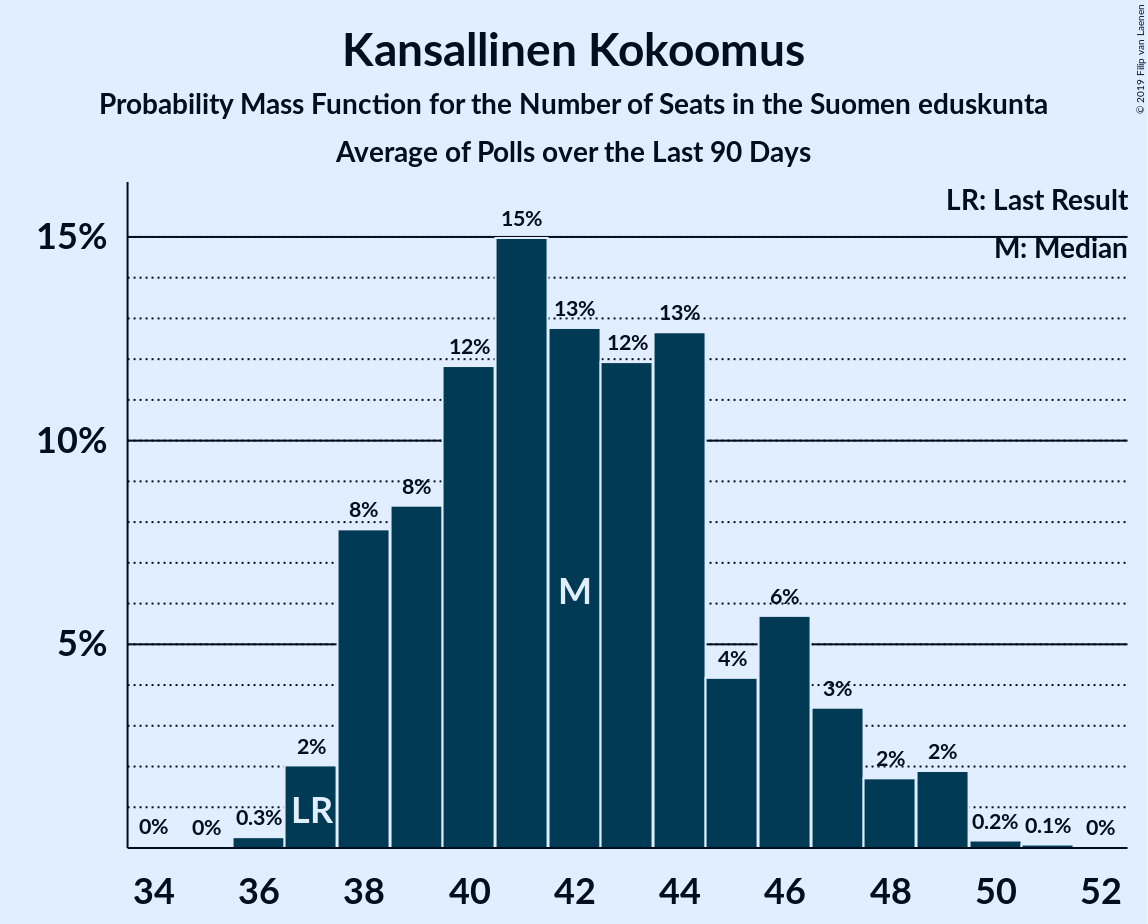 Kansallinen Kokoomus
Probability Mass Function for the Number of Seats in the Suomen eduskunta
Average of Polls over the Last 90 Days
© 2019 Filip van Laenen
LR: Last Result
M: Median
15%
10%
5%
0%
0%
0.3%
2%
8%
8%
12%
15%
13%
12%
13%
4%
6%
3%
2%
2%
0.2%
0.1%
0%
LR
M
34 36 38 40 42 44 46 48 50 52